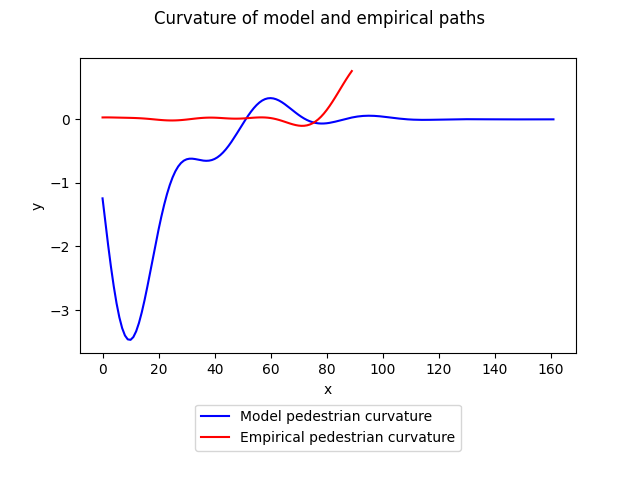 Curvature of model and empirical paths
0
−1
−2
−3
y
0 20 40 60 80 100 120 140 160
x
Model pedestrian curvature
Empirical pedestrian curvature